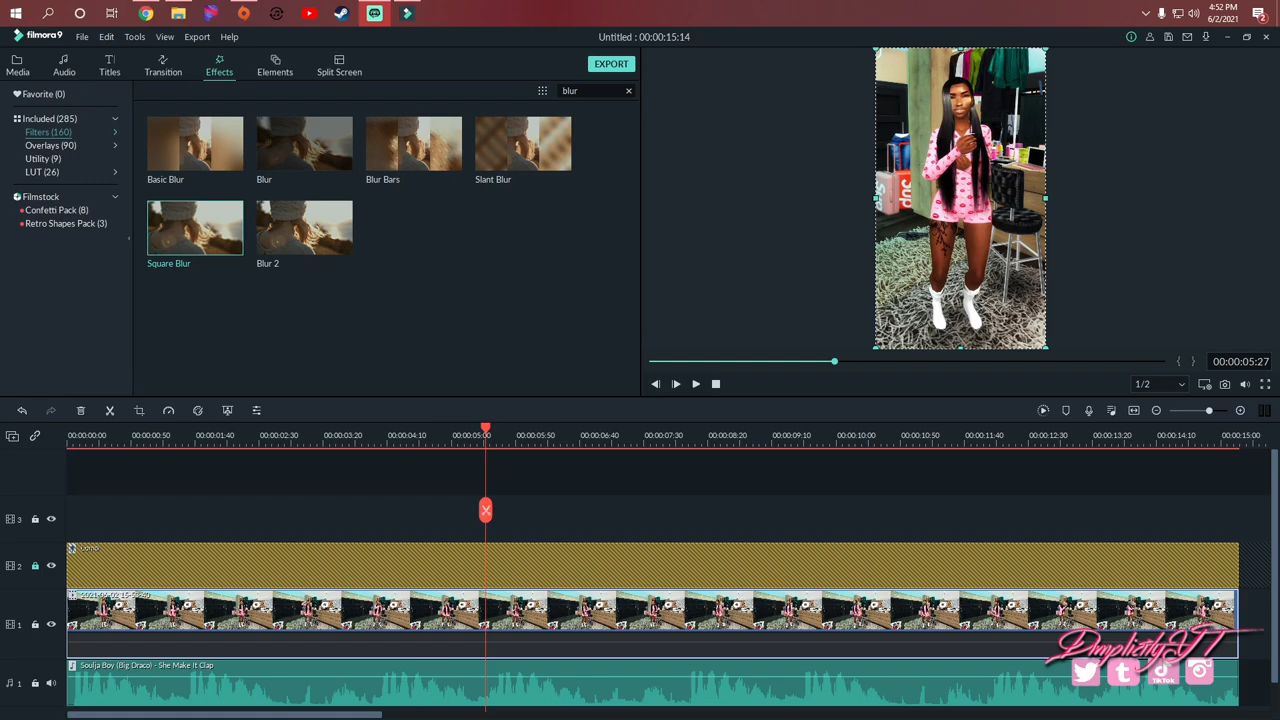 4:52 PM
6/2/2021
2
filmora9
File Edit Tools View Export Help
Untitled : 00:00:15:14
Media Audio Titles Transition Effects Elements Split Screen
EXPORT
Favorite (0)
blur
Included (285)
Filters (160)
Overlays (90)
Utility (9)
LUT (26)
Filmstock
Confetti Pack (8)
Retro Shapes Pack (3)
Basic Blur Blur Blur Bars Slant Blur
Square Blur Blur 2
00:00:05:27
1/2
00:00:00:00 00:00:00:50 00:00:01:40 00:00:02:30 00:00:03:20 00:00:04:10 00:00:05:00 00:00:05:50 00:00:06:40 00:00:07:30 00:00:08:20 00:00:09:10 00:00:10:00 00:00:10:50 00:00:11:40 00:00:12:30 00:00:13:20 00:00:14:10 00:00:15:00
3
2
1
DimplicityYT
Soulja Boy (Big Draco) - She Make It Clap
TikTok
1